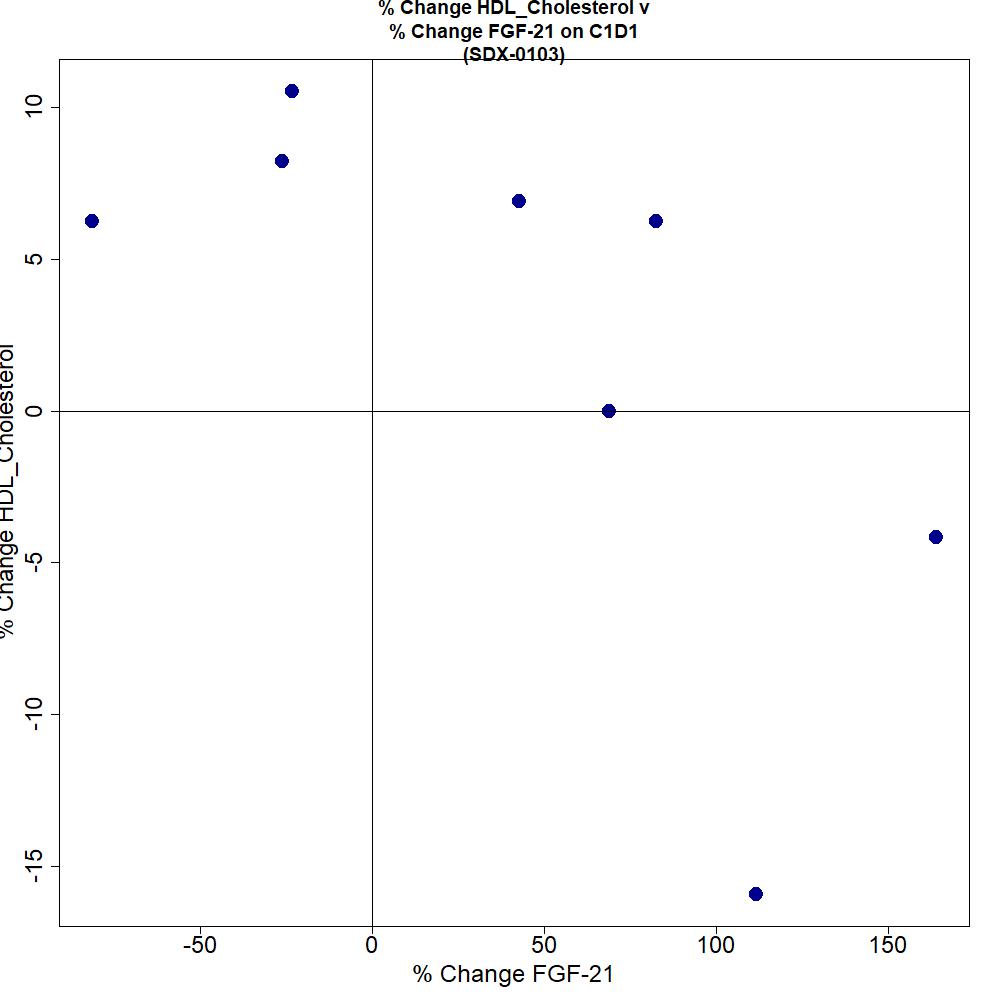 % Change HDL_Cholesterol v
% Change FGF-21 on C1D1
(SDX-0103)
10
5
0
-5
-10
-15
% Change HDL_Cholesterol
-50
0
50
100
150
% Change FGF-21